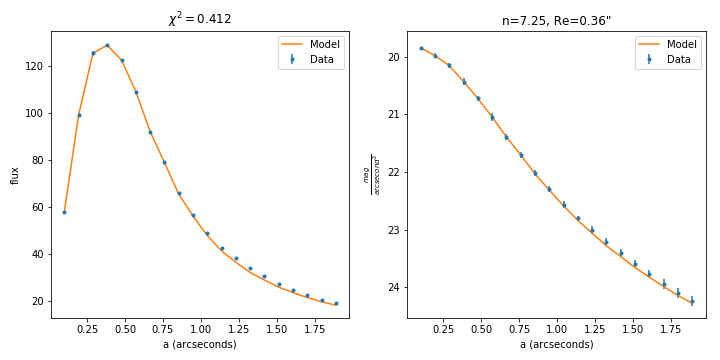 χ² = 0.412
Model
Data
120
100
80
60
40
20
flux
0.25 0.50 0.75 1.00 1.25 1.50 1.75
a (arcseconds)
n=7.25, Re=0.36"
Model
Data
20
21
22
23
24
mag
arcsecond²
0.25 0.50 0.75 1.00 1.25 1.50 1.75
a (arcseconds)